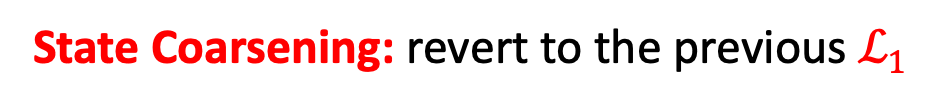 State Coarsening: revert to the previous ℒ₁